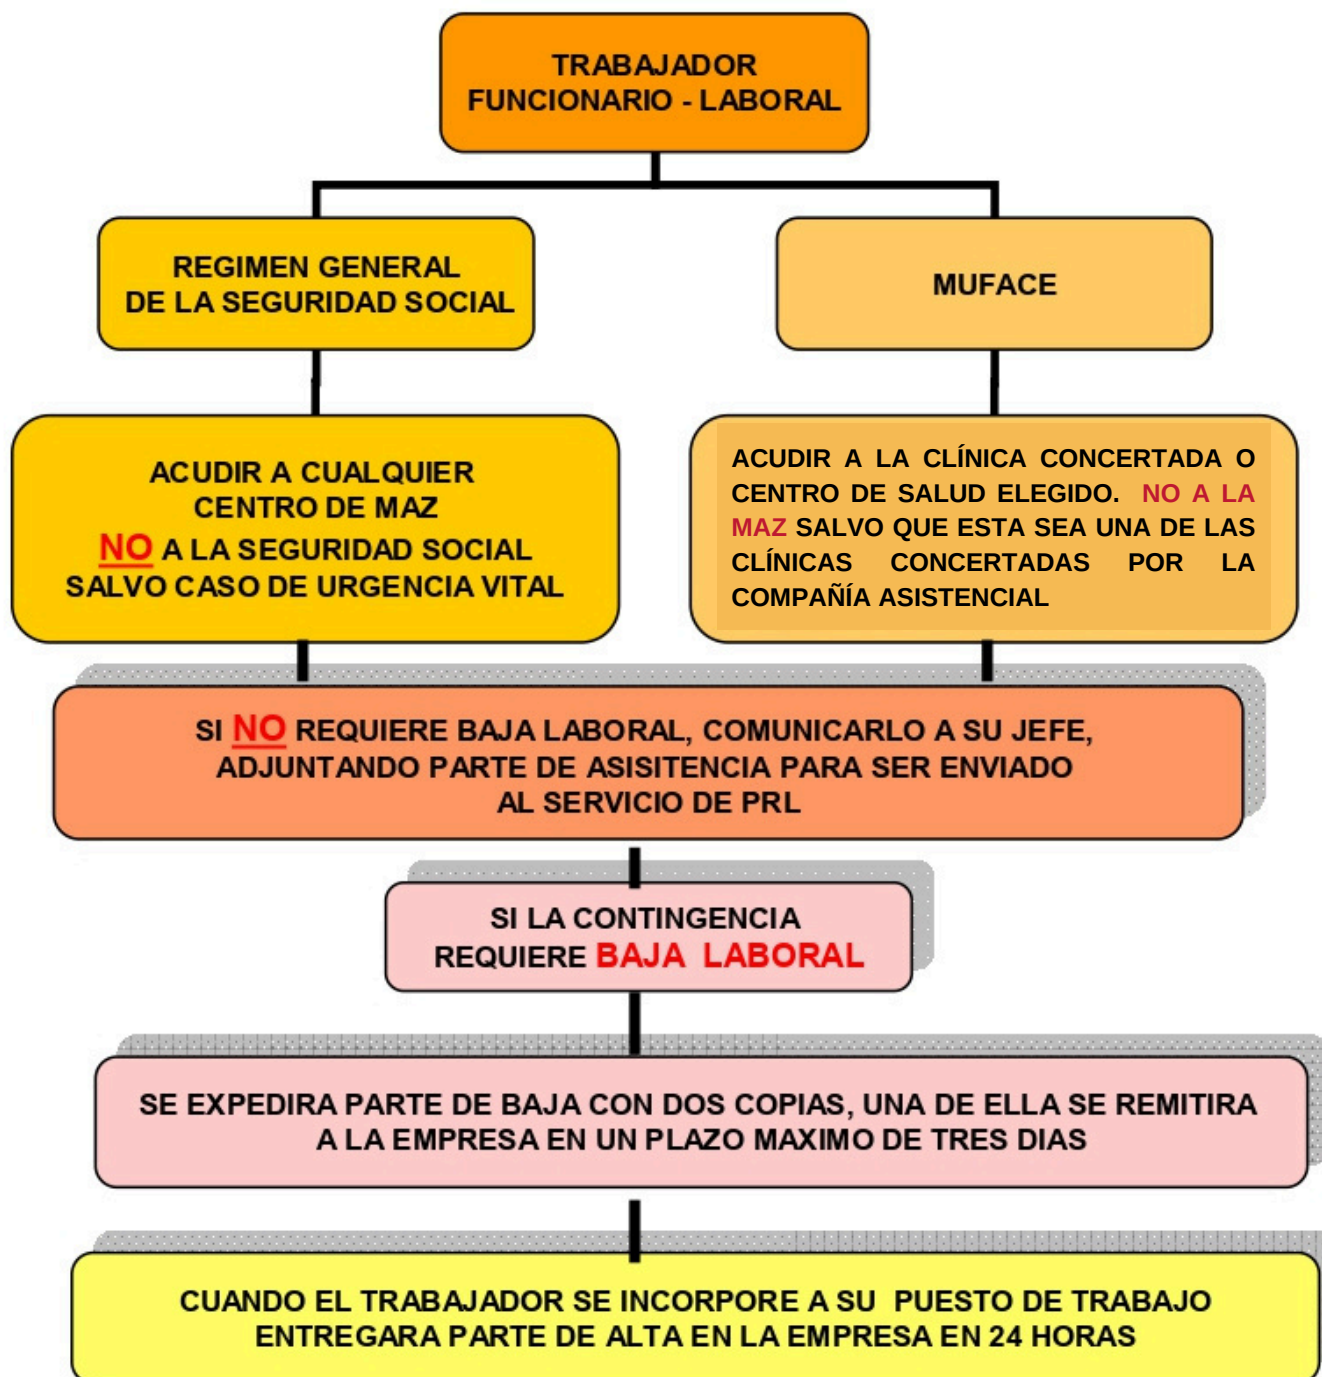 TRABAJADOR
FUNCIONARIO - LABORAL
REGIMEN GENERAL
DE LA SEGURIDAD SOCIAL
MUFACE
ACUDIR A CUALQUIER
CENTRO DE MAZ
NO A LA SEGURIDAD SOCIAL
SALVO CASO DE URGENCIA VITAL
ACUDIR A LA CLÍNICA CONCERTADA O
CENTRO DE SALUD ELEGIDO. NO A LA
MAZ SALVO QUE ESTA SEA UNA DE LAS
CLÍNICAS CONCERTADAS POR LA
COMPAÑÍA ASISTENCIAL
SI NO REQUIERE BAJA LABORAL, COMUNICARLO A SU JEFE,
ADJUNTANDO PARTE DE ASISITENCIA PARA SER ENVIADO
AL SERVICIO DE PRL
SI LA CONTINGENCIA
REQUIERE BAJA LABORAL
SE EXPEDIRA PARTE DE BAJA CON DOS COPIAS, UNA DE ELLA SE REMITIRA
A LA EMPRESA EN UN PLAZO MAXIMO DE TRES DIAS
CUANDO EL TRABAJADOR SE INCORPORE A SU PUESTO DE TRABAJO
ENTREGARA PARTE DE ALTA EN LA EMPRESA EN 24 HORAS